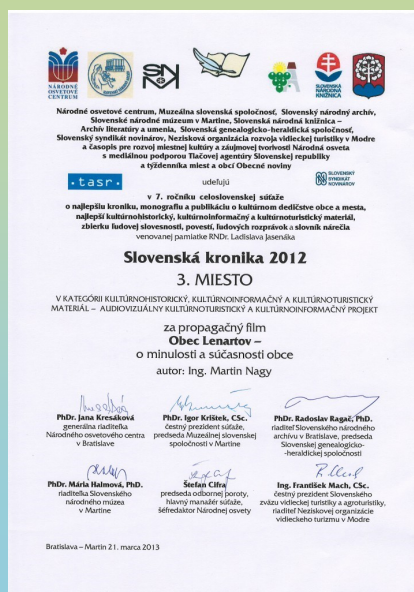 NÁRODNÉ
OSVETOVÉ
CENTRUM
SNK
SLOVENSKÁ
NÁRODNÁ
KNIŽNICA
Národné osvetové centrum, Muzeálna slovenská spoločnosť, Slovenský národný archív,
Slovenské národné múzeum v Martine, Slovenská národná knižnica –
Archív literatúry a umenia, Slovenská genealogicko-heraldická spoločnosť,
Slovenský syndikát novinárov, Nezisková organizácia rozvoja vidieckej turistiky v Modre
a časopis pre rozvoj miestnej kultúry a záujmovej tvorivosti Národná osveta
s mediálnou podporou Tlačovej agentúry Slovenskej republiky
a týždenníka miest a obcí Obecné noviny
·tasr·
udeľujú
SLOVENSKÝ
SYNDIKÁT
NOVINÁROV
v 7. ročníku celoslovenskej súťaže
o najlepšiu kroniku, monografiu a publikáciu o kultúrnom dedičstve obce a mesta,
najlepší kultúrnohistorický, kultúrnoinformačný a kultúrnoturistický materiál,
zbierku ľudovej slovesnosti, povestí, ľudových rozprávok a slovník nárečia
venovanej pamiatke RNDr. Ladislava Jasenáka
Slovenská kronika 2012
3. MIESTO
V KATEGÓRII KULTÚRNOHISTORICKÝ, KULTÚRNOINFORMAČNÝ A KULTÚRNOTURISTICKÝ
MATERIÁL – AUDIOVIZUÁLNY KULTÚRNOTURISTICKÝ A KULTÚRNOINFORMAČNÝ PROJEKT
za propagačný film
Obec Lenartov –
o minulosti a súčasnosti obce
autor: Ing. Martin Nagy
PhDr. Jana Kresáková
generálna riaditeľka
Národného osvetového centra
v Bratislave
PhDr. Igor Krištek, CSc.
čestný prezident súťaže,
predseda Muzeálnej slovenskej
spoločnosti v Martine
PhDr. Radoslav Ragač, PhD.
riaditeľ Slovenského národného
archívu v Bratislave, predseda
Slovenskej genealogicko-
-heraldickej spoločnosti
PhDr. Mária Halmová, PhD.
riaditeľka Slovenského
národného múzea
v Martine
Štefan Cifra
predseda odbornej poroty,
hlavný manažér súťaže,
šéfredaktor Národnej osvety
Ing. František Mach, CSc.
čestný prezident Slovenského
zväzu vidieckej turistiky a agroturistiky,
riaditeľ Neziskovej organizácie
vidieckeho turizmu v Modre
Bratislava – Martin 21. marca 2013